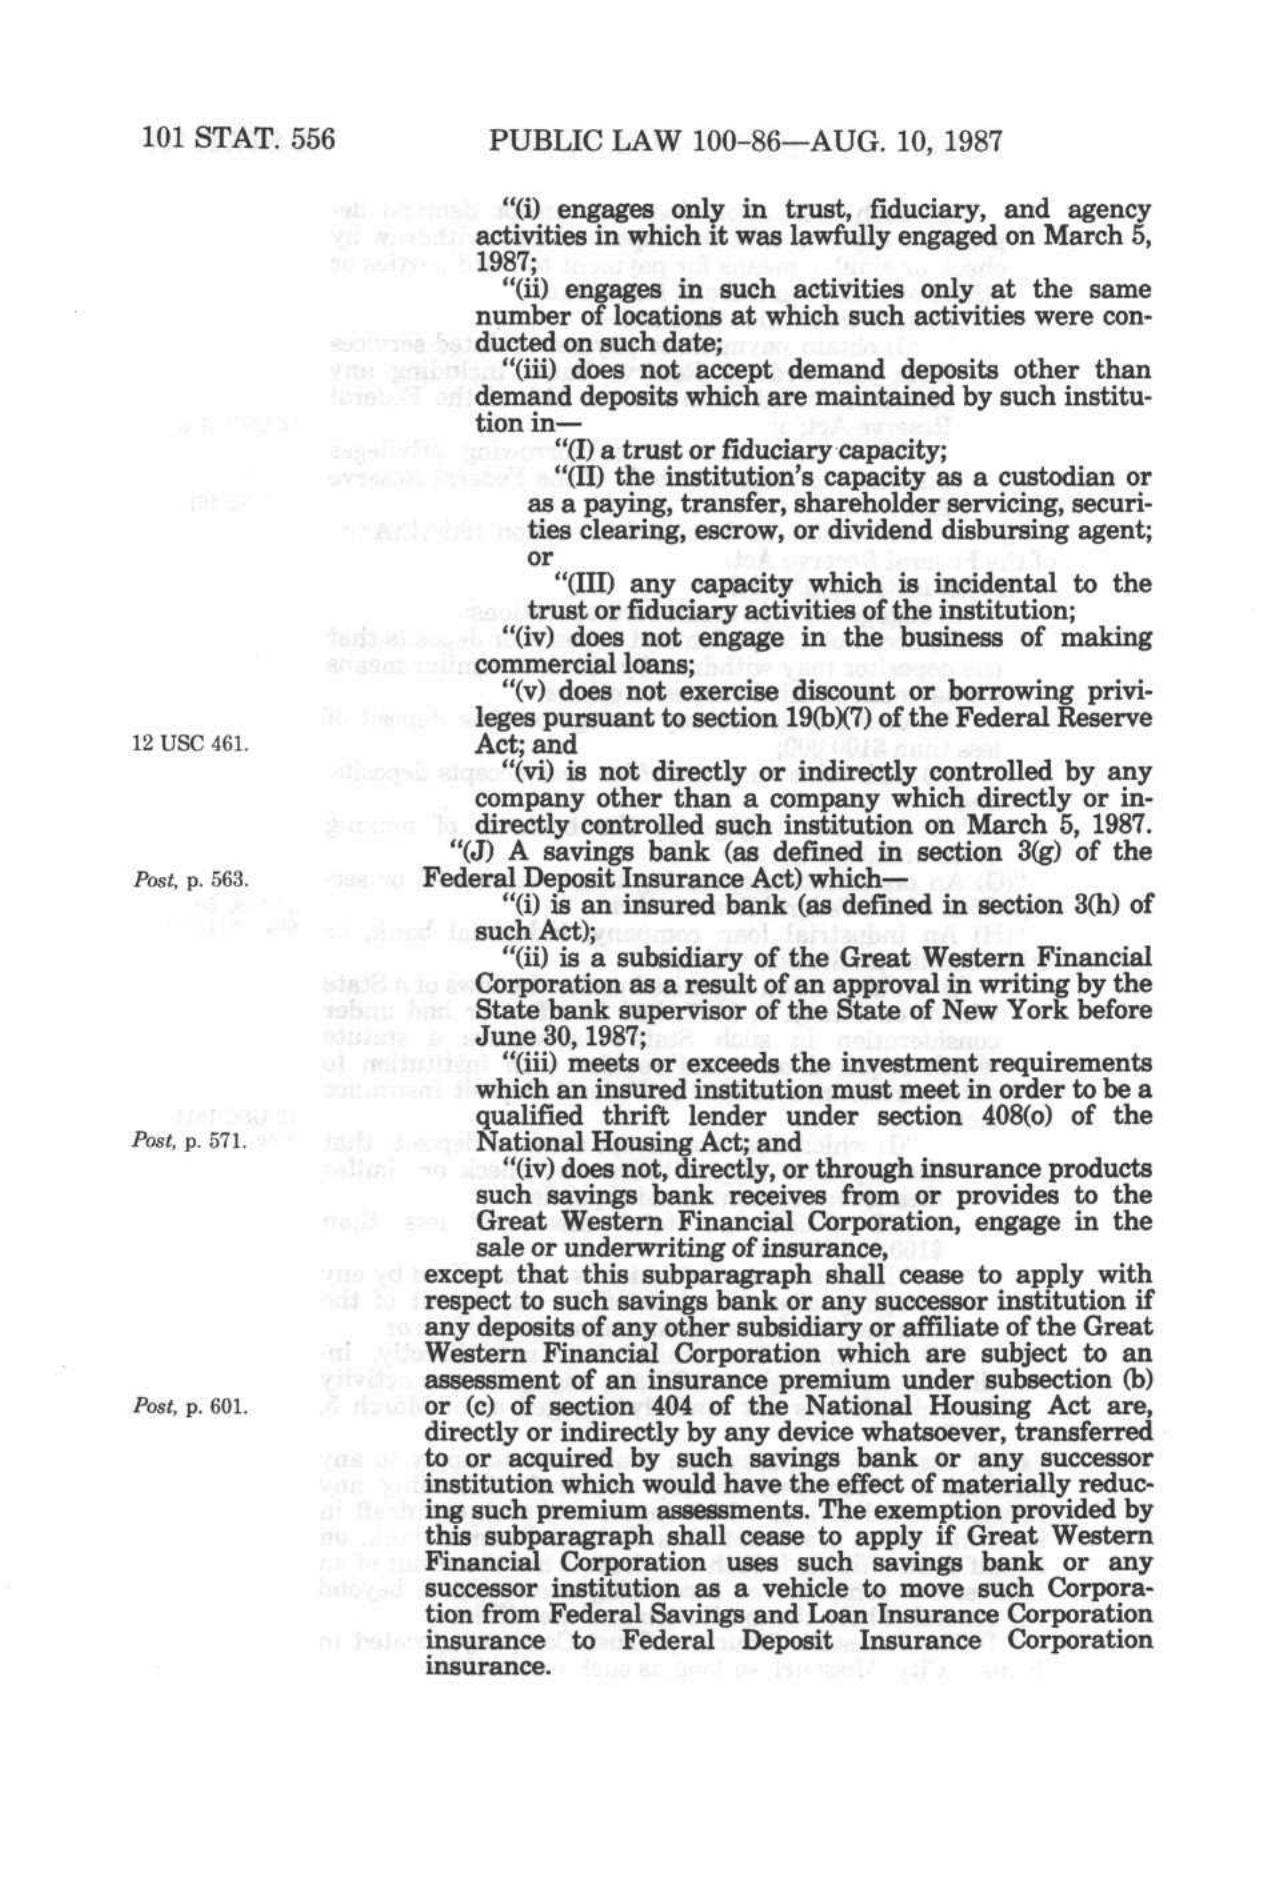 101 STAT. 556
PUBLIC LAW 100-86—AUG. 10, 1987
“(i) engages only in trust, fiduciary, and agency
activities in which it was lawfully engaged on March 5,
1987;
“(ii) engages in such activities only at the same
number of locations at which such activities were con-
ducted on such date;
“(iii) does not accept demand deposits other than
demand deposits which are maintained by such institu-
tion in—
“(I) a trust or fiduciary capacity;
“(II) the institution's capacity as a custodian or
as a paying, transfer, shareholder servicing, securi-
ties clearing, escrow, or dividend disbursing agent;
or
“(III) any capacity which is incidental to the
trust or fiduciary activities of the institution;
“(iv) does not engage in the business of making
commercial loans;
“(v) does not exercise discount or borrowing privi-
leges pursuant to section 19(b)(7) of the Federal Reserve
12 USC 461.
Act; and
“(vi) is not directly or indirectly controlled by any
company other than a company which directly or in-
directly controlled such institution on March 5, 1987.
“(J) A savings bank (as defined in section 3(g) of the
Post, p. 563.
Federal Deposit Insurance Act) which—
“(i) is an insured bank (as defined in section 3(h) of
such Act);
“(ii) is a subsidiary of the Great Western Financial
Corporation as a result of an approval in writing by the
State bank supervisor of the State of New York before
June 30, 1987;
“(iii) meets or exceeds the investment requirements
which an insured institution must meet in order to be a
qualified thrift lender under section 408(o) of the
Post, p. 571.
National Housing Act; and
“(iv) does not, directly, or through insurance products
such savings bank receives from or provides to the
Great Western Financial Corporation, engage in the
sale or underwriting of insurance,
except that this subparagraph shall cease to apply with
respect to such savings bank or any successor institution if
any deposits of any other subsidiary or affiliate of the Great
Western Financial Corporation which are subject to an
assessment of an insurance premium under subsection (b)
Post, p. 601.
or (c) of section 404 of the National Housing Act are,
directly or indirectly by any device whatsoever, transferred
to or acquired by such savings bank or any successor
institution which would have the effect of materially reduc-
ing such premium assessments. The exemption provided by
this subparagraph shall cease to apply if Great Western
Financial Corporation uses such savings bank or any
successor institution as a vehicle to move such Corpora-
tion from Federal Savings and Loan Insurance Corporation
insurance to Federal Deposit Insurance Corporation
insurance.